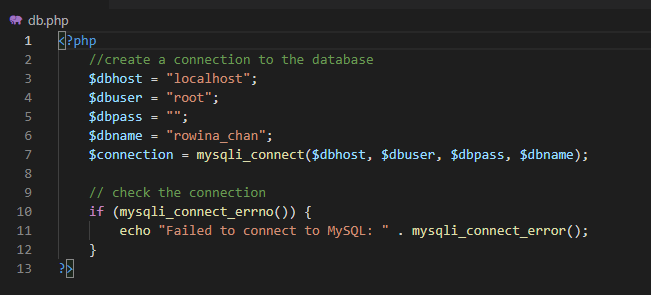 db.php
1 <?php
2 //create a connection to the database
3 $dbhost = "localhost";
4 $dbuser = "root";
5 $dbpass = "";
6 $dbname = "rowina_chan";
7 $connection = mysqli_connect($dbhost, $dbuser, $dbpass, $dbname);
8
9 // check the connection
10 if (mysqli_connect_errno()) {
11 echo "Failed to connect to MySQL: " . mysqli_connect_error();
12 }
13 ?>